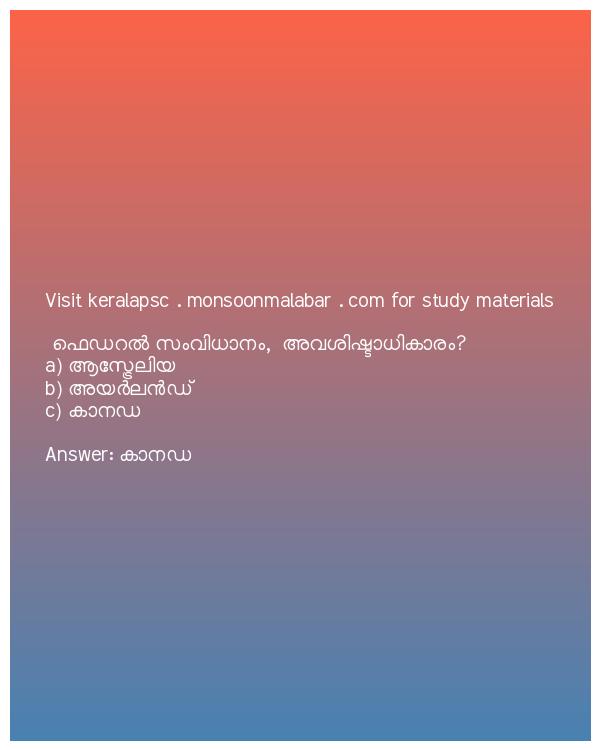 Visit keralapsc . monsoonmalabar . com for study materials
ഫെഡറൽ സംവിധാനം, അവശിഷ്ടാധികാരം?
a) ആസ്ട്രേലിയ
b) അയർലൻഡ്
c) കാനഡ
Answer: കാനഡ